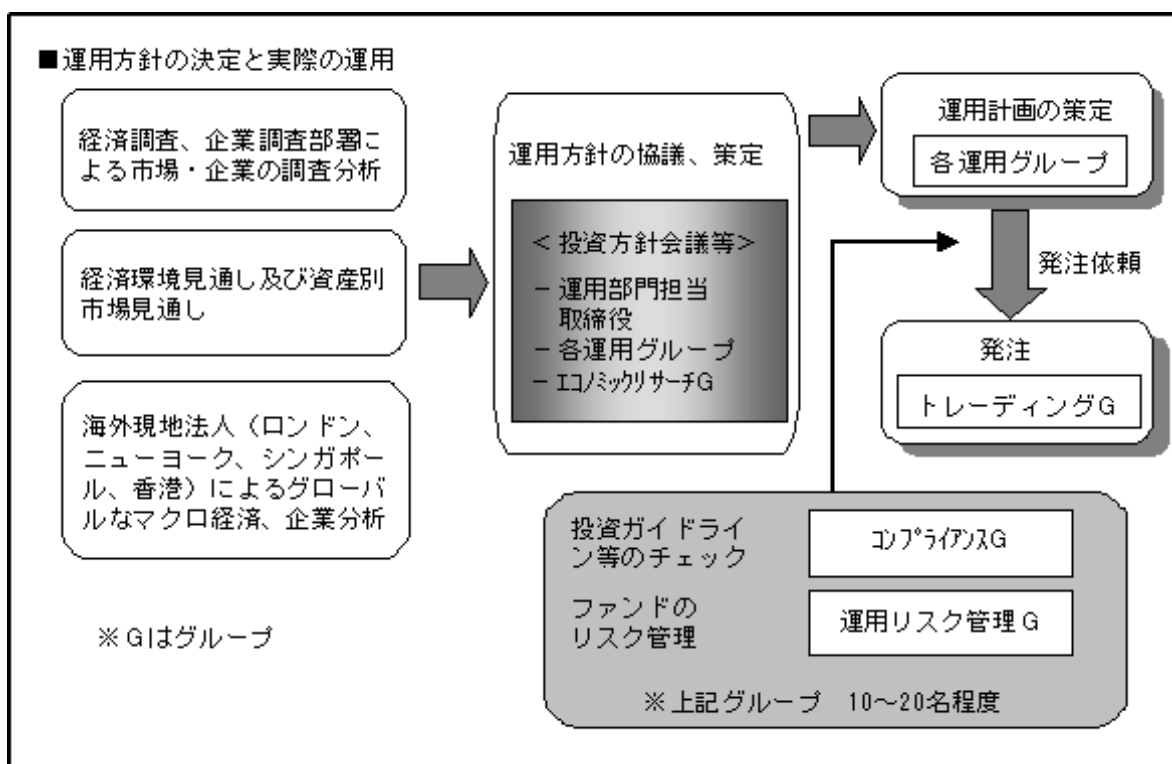 ■運用方針の決定と実際の運用
経済調査、企業調査部署に
よる市場・企業の調査分析
経済環境見通し及び資産別
市場見通し
海外現地法人（ロンドン、
ニューヨーク、シンガポー
ル、香港）によるグローバ
ルなマクロ経済、企業分析
※Gはグループ
運用方針の協議、策定
＜投資方針会議等＞
－運用部門担当
取締役
－各運用グループ
－ｴｺﾉﾐｯｸﾘｻｰﾁG
運用計画の策定
各運用グループ
発注依頼
発注
トレーディングG
投資ガイドライ
ン等のチェック
ｺﾝﾌﾟﾗｲｱﾝｽG
ファンドの
リスク管理
運用リスク管理G
※上記グループ　10～20名程度